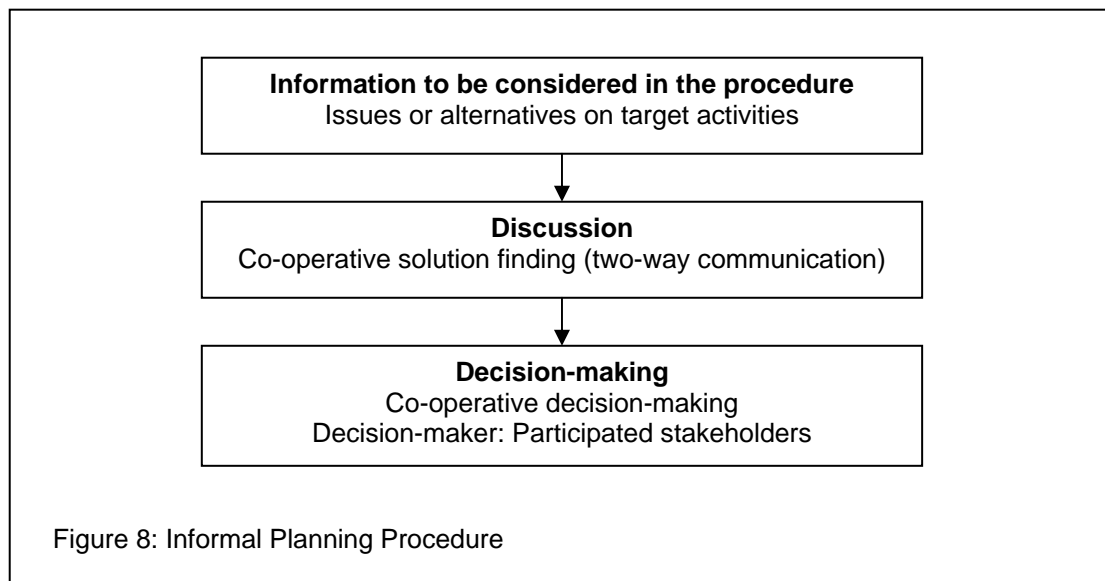 Information to be considered in the procedure
Issues or alternatives on target activities
Discussion
Co-operative solution finding (two-way communication)
Decision-making
Co-operative decision-making
Decision-maker: Participated stakeholders
Figure 8: Informal Planning Procedure